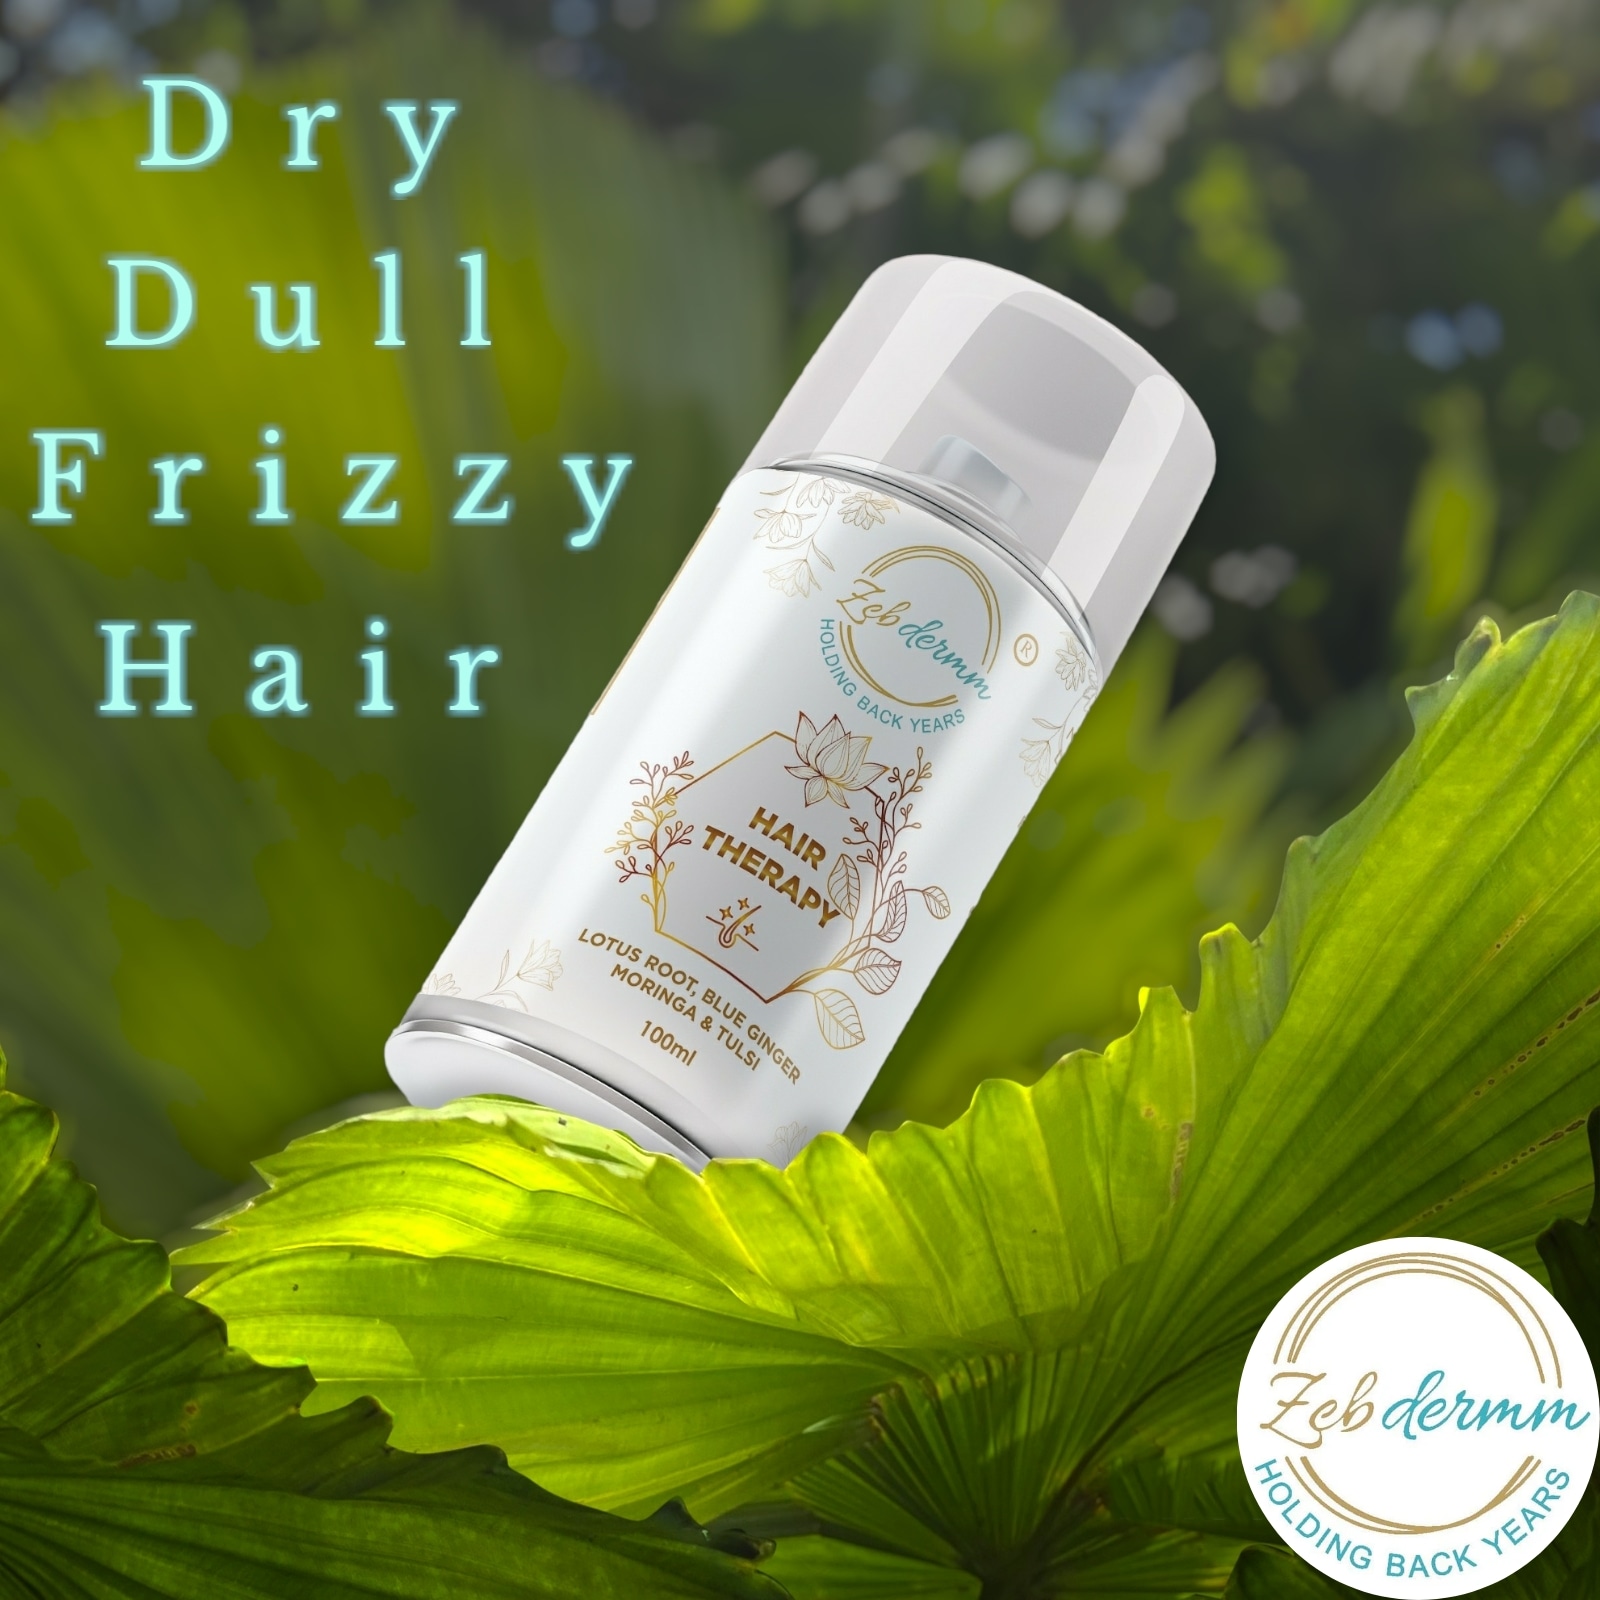 Dry
Dull
Frizzy
Hair
Zeb dermm
®
HOLDING BACK YEARS
HAIR
THERAPY
LOTUS ROOT, BLUE GINGER
MORINGA & TULSI
100ml
Zeb dermm
HOLDING BACK YEARS